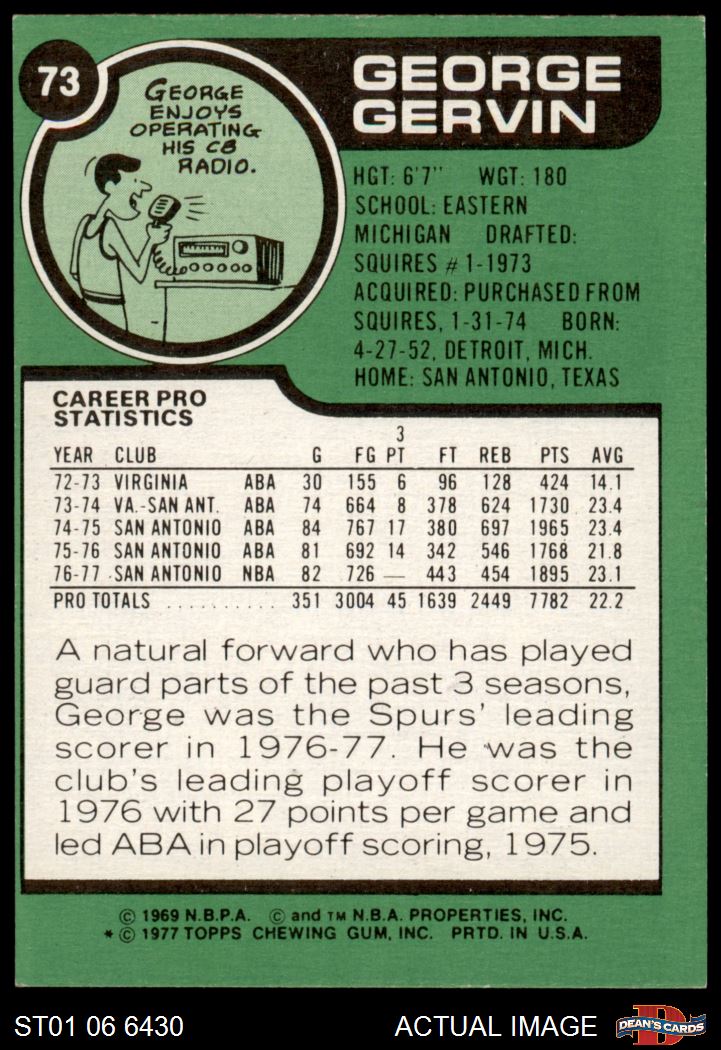 73
GEORGE
ENJOYS
OPERATING
HIS CB
RADIO.
GEORGE
GERVIN
HGT: 6'7" WGT: 180
SCHOOL: EASTERN
MICHIGAN DRAFTED:
SQUIRES #1-1973
ACQUIRED: PURCHASED FROM
SQUIRES, 1-31-74 BORN:
4-27-52, DETROIT, MICH.
HOME: SAN ANTONIO, TEXAS
CAREER PRO
STATISTICS
3
YEAR CLUB G FG PT FT REB PTS AVG
72-73 VIRGINIA ABA 30 155 6 96 128 424 14.1
73-74 VA.-SAN ANT. ABA 74 664 8 378 624 1730 23.4
74-75 SAN ANTONIO ABA 84 767 17 380 697 1965 23.4
75-76 SAN ANTONIO ABA 81 692 14 342 546 1768 21.8
76-77 SAN ANTONIO NBA 82 726 — 443 454 1895 23.1
PRO TOTALS .......... 351 3004 45 1639 2449 7782 22.2
A natural forward who has played
guard parts of the past 3 seasons,
George was the Spurs' leading
scorer in 1976-77. He was the
club's leading playoff scorer in
1976 with 27 points per game and
led ABA in playoff scoring, 1975.
© 1969 N.B.P.A. © and TM N.B.A. PROPERTIES, INC.
* © 1977 TOPPS CHEWING GUM, INC. PRTD. IN U.S.A.
ST01 06 6430 ACTUAL IMAGE D DEAN'S CARDS